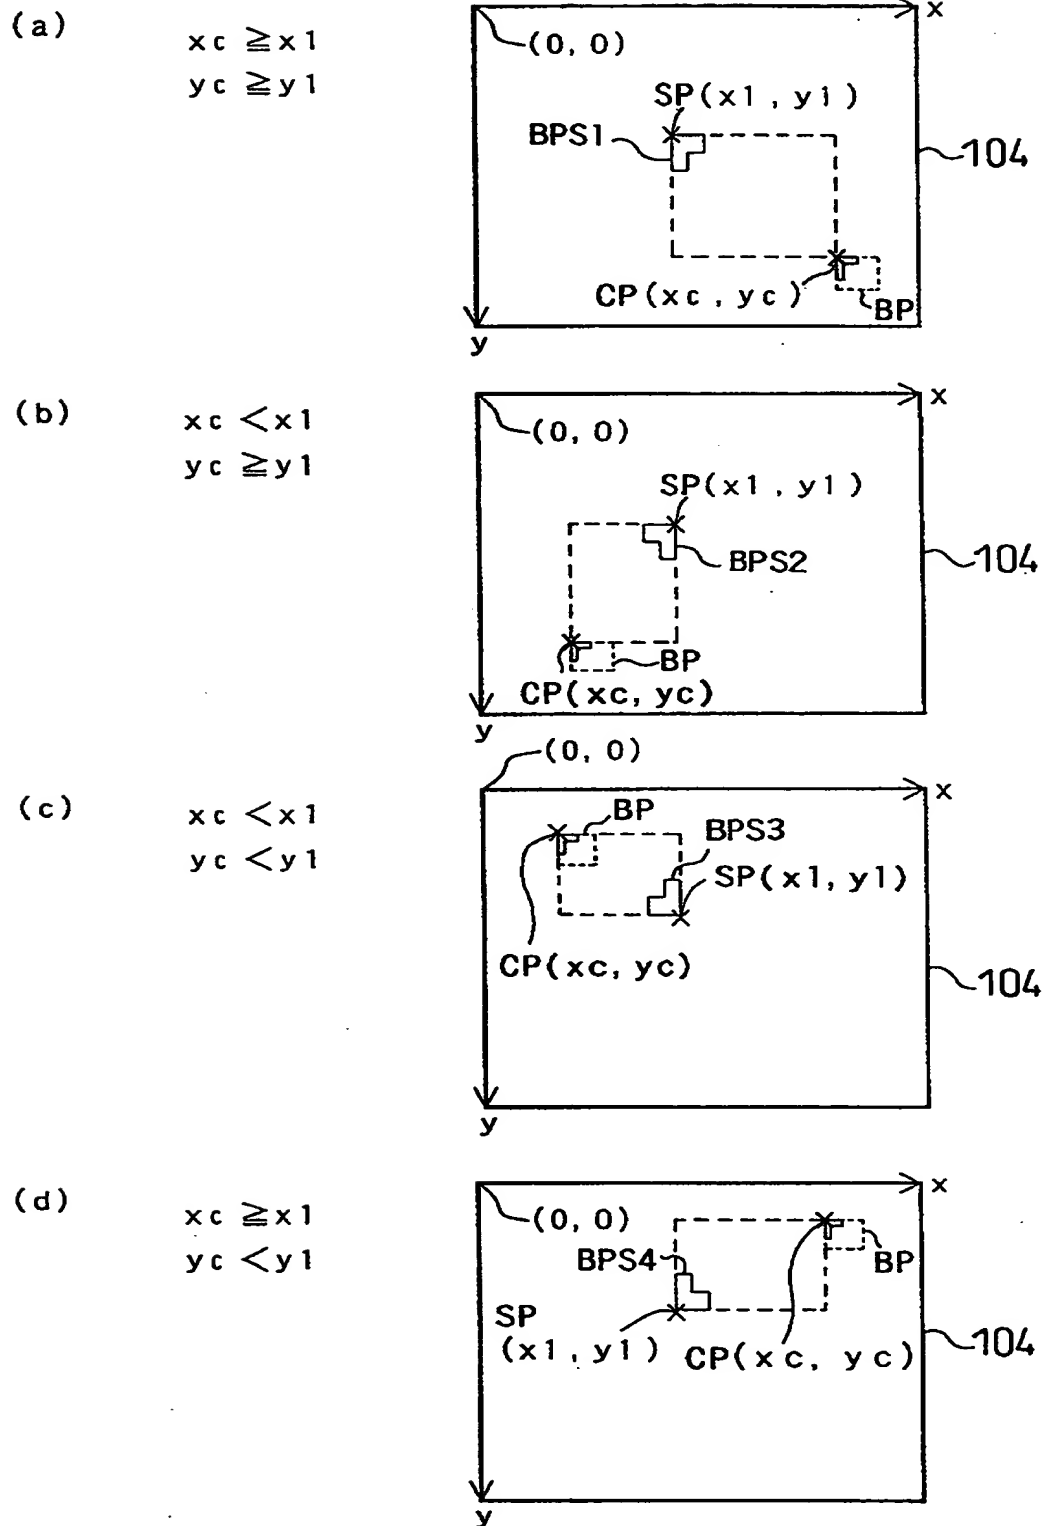 (a)
xc ≧ x1
yc ≧ y1
x
(0, 0)
SP(x1, y1)
BPS1
104
CP(xc, yc)
BP
y
(b)
xc < x1
yc ≧ y1
x
(0, 0)
SP(x1, y1)
BPS2
104
BP
CP(xc, yc)
y
(c)
xc < x1
yc < y1
(0, 0)
x
BP
BPS3
SP(x1, y1)
CP(xc, yc)
104
y
(d)
xc ≧ x1
yc < y1
x
(0, 0)
BPS4
BP
SP
(x1, y1)
CP(xc, yc)
104
y